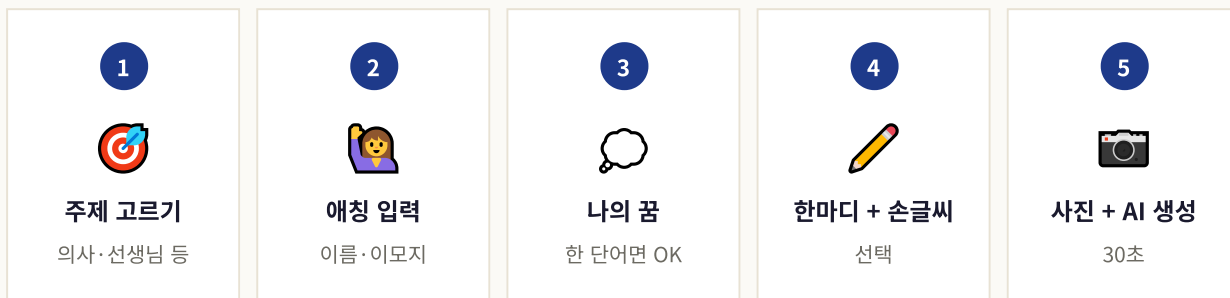 1
주제 고르기
의사·선생님 등
2
애칭 입력
이름·이모지
3
나의 꿈
한 단어면 OK
4
한마디 + 손글씨
선택
5
사진 + AI 생성
30초